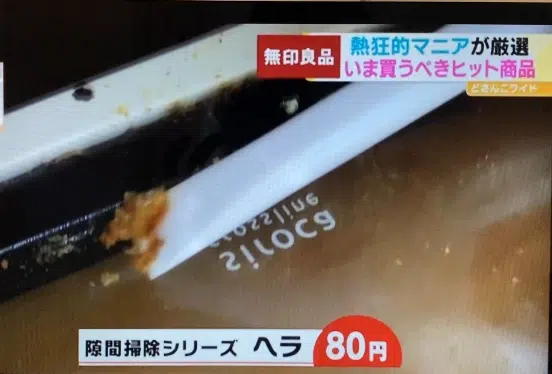 無印良品
熱狂的マニアが厳選
いま買うべきヒット商品
どさんこワイド
siroca
crossline
隙間掃除シリーズ ヘラ 80円